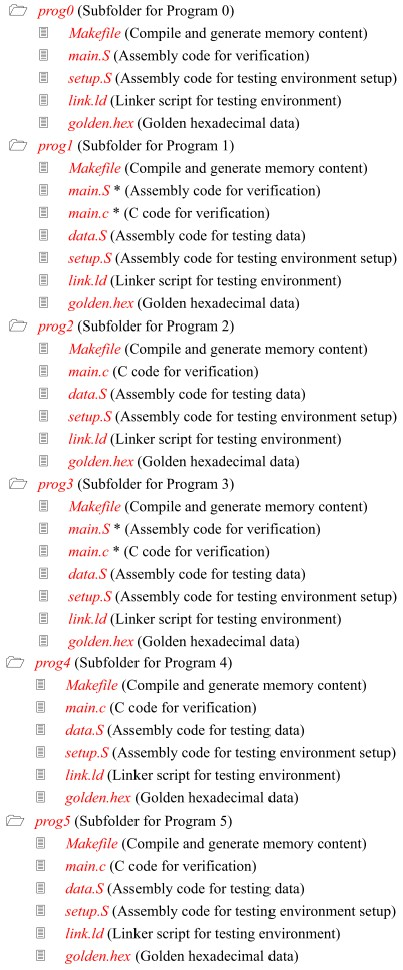 prog0 (Subfolder for Program 0)
Makefile (Compile and generate memory content)
main.S (Assembly code for verification)
setup.S (Assembly code for testing environment setup)
link.ld (Linker script for testing environment)
golden.hex (Golden hexadecimal data)
prog1 (Subfolder for Program 1)
Makefile (Compile and generate memory content)
main.S * (Assembly code for verification)
main.c * (C code for verification)
data.S (Assembly code for testing data)
setup.S (Assembly code for testing environment setup)
link.ld (Linker script for testing environment)
golden.hex (Golden hexadecimal data)
prog2 (Subfolder for Program 2)
Makefile (Compile and generate memory content)
main.c (C code for verification)
data.S (Assembly code for testing data)
setup.S (Assembly code for testing environment setup)
link.ld (Linker script for testing environment)
golden.hex (Golden hexadecimal data)
prog3 (Subfolder for Program 3)
Makefile (Compile and generate memory content)
main.S * (Assembly code for verification)
main.c * (C code for verification)
data.S (Assembly code for testing data)
setup.S (Assembly code for testing environment setup)
link.ld (Linker script for testing environment)
golden.hex (Golden hexadecimal data)
prog4 (Subfolder for Program 4)
Makefile (Compile and generate memory content)
main.c (C code for verification)
data.S (Assembly code for testing data)
setup.S (Assembly code for testing environment setup)
link.ld (Linker script for testing environment)
golden.hex (Golden hexadecimal data)
prog5 (Subfolder for Program 5)
Makefile (Compile and generate memory content)
main.c (C code for verification)
data.S (Assembly code for testing data)
setup.S (Assembly code for testing environment setup)
link.ld (Linker script for testing environment)
golden.hex (Golden hexadecimal data)